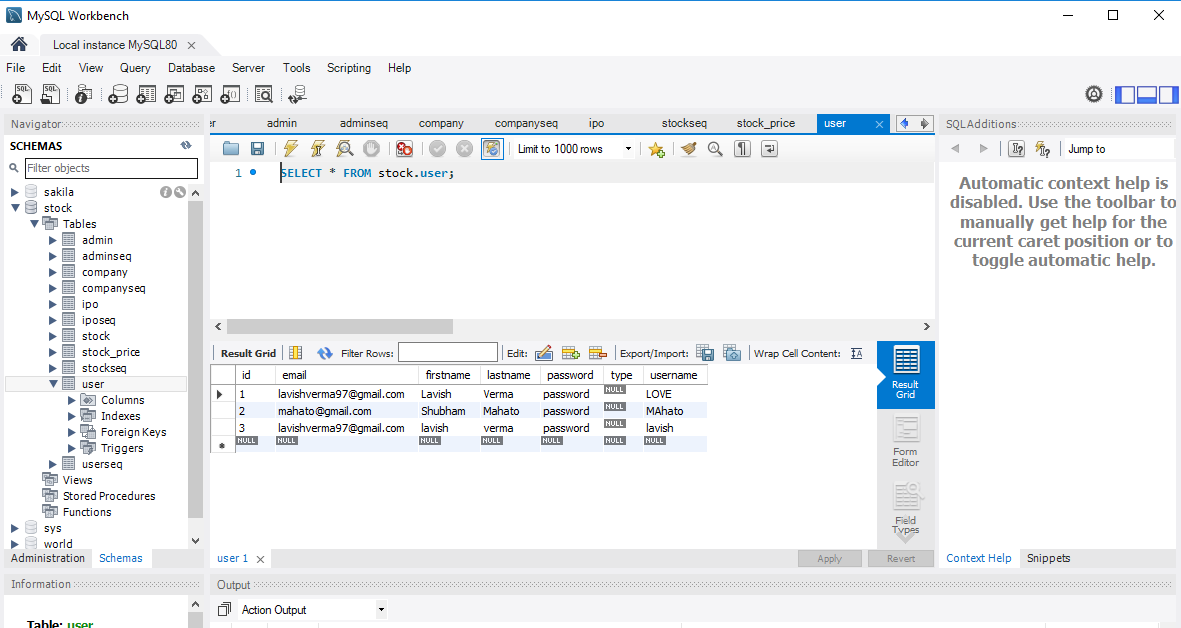 MySQL Workbench
Local instance MySQL80
File Edit View Query Database Server Tools Scripting Help
Navigator
SCHEMAS
Filter objects
sakila
stock
Tables
admin
adminseq
company
companyseq
ipo
iposeq
stock
stock_price
stockseq
user
Columns
Indexes
Foreign Keys
Triggers
userseq
Views
Stored Procedures
Functions
sys
world
Administration Schemas
Information
Table: user
er admin adminseq company companyseq ipo stockseq stock_price user
Limit to 1000 rows
1 SELECT * FROM stock.user;
Result Grid Filter Rows: Edit: Export/Import: Wrap Cell Content:
id email firstname lastname password type username
1 lavishverma97@gmail.com Lavish Verma password NULL LOVE
2 mahato@gmail.com Shubham Mahato password NULL MAhato
3 lavishverma97@gmail.com lavish verma password NULL lavish
NULL NULL NULL NULL NULL NULL NULL
Result
Grid
Form
Editor
Field
Types
user 1 Apply Revert
Output
Action Output
SQLAdditions
Jump to
Automatic context help is
disabled. Use the toolbar to
manually get help for the
current caret position or to
toggle automatic help.
Context Help Snippets